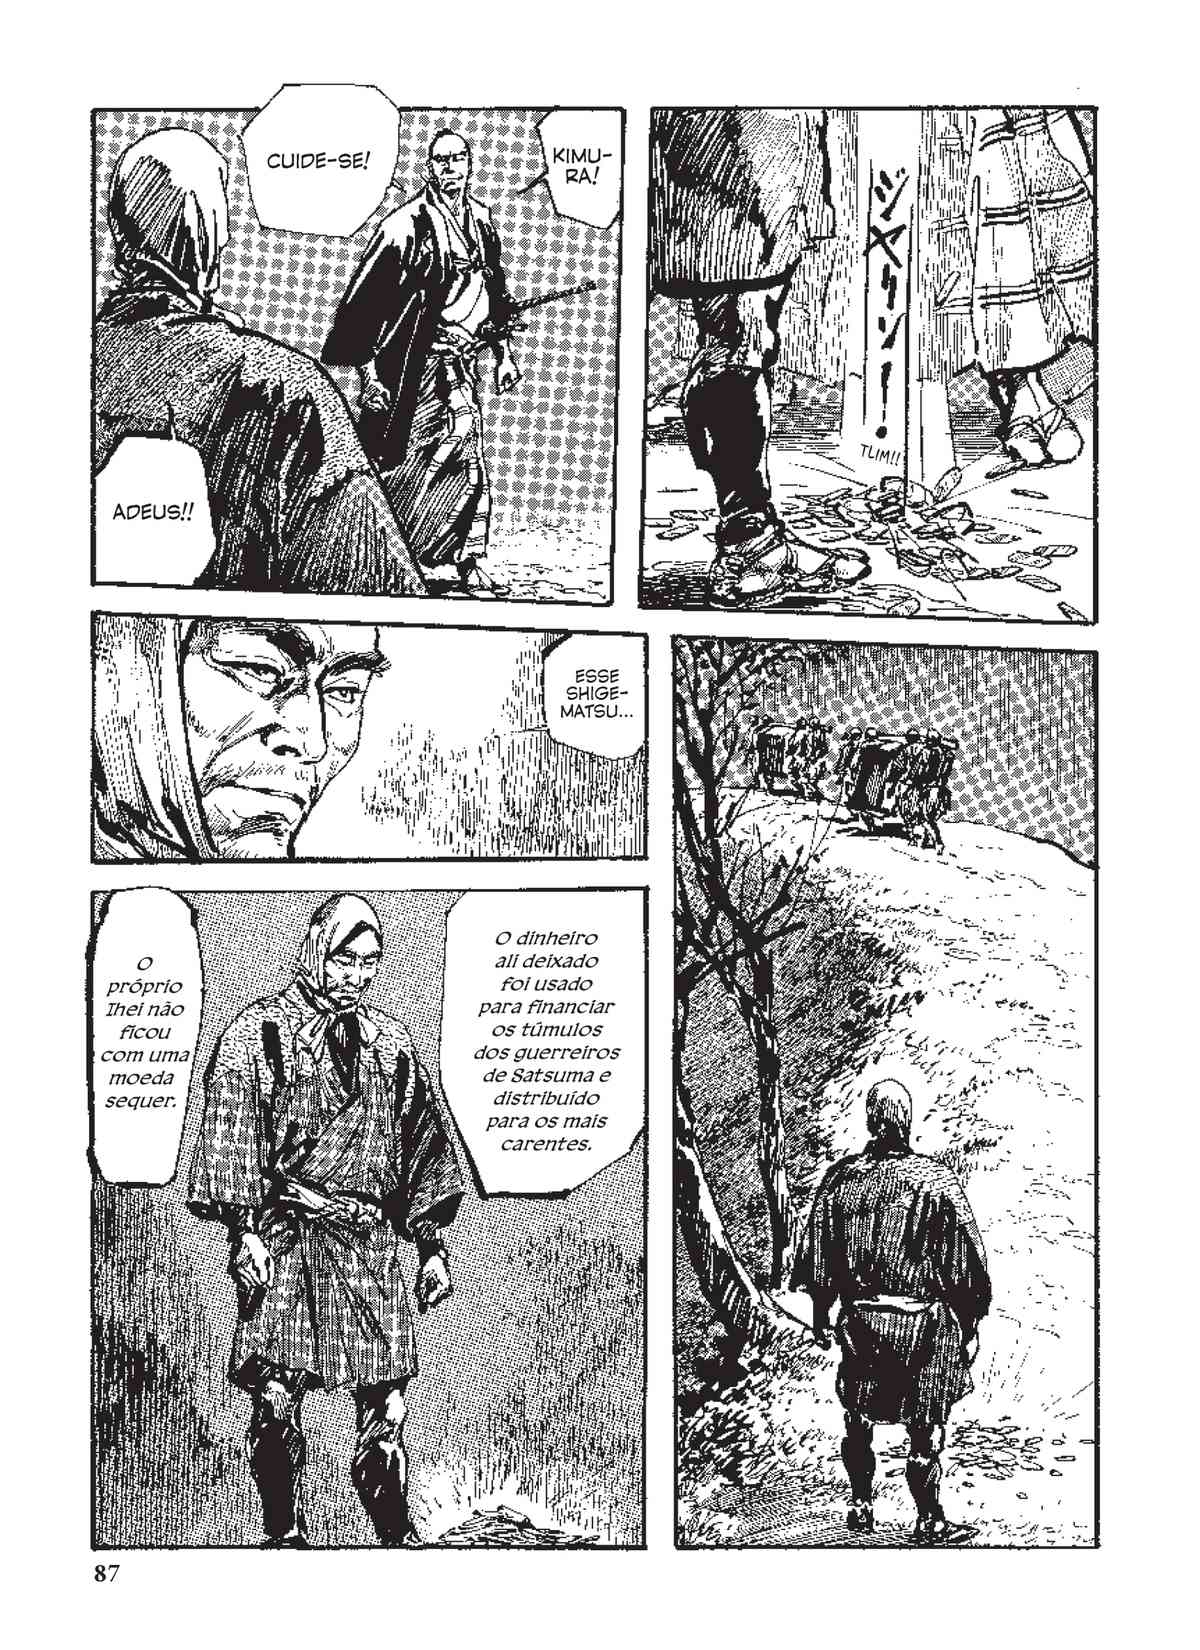 ジャリン！
TLIM!!
KIMU-
RA!
CUIDE-SE!
ADEUS!!
ESSE
SHIGE-
MATSU...
O dinheiro
ali deixado
foi usado
para financiar
os túmulos
dos guerreiros
de Satsuma e
distribuído
para os mais
carentes.
O
próprio
Ihei não
ficou
com uma
moeda
sequer.
87